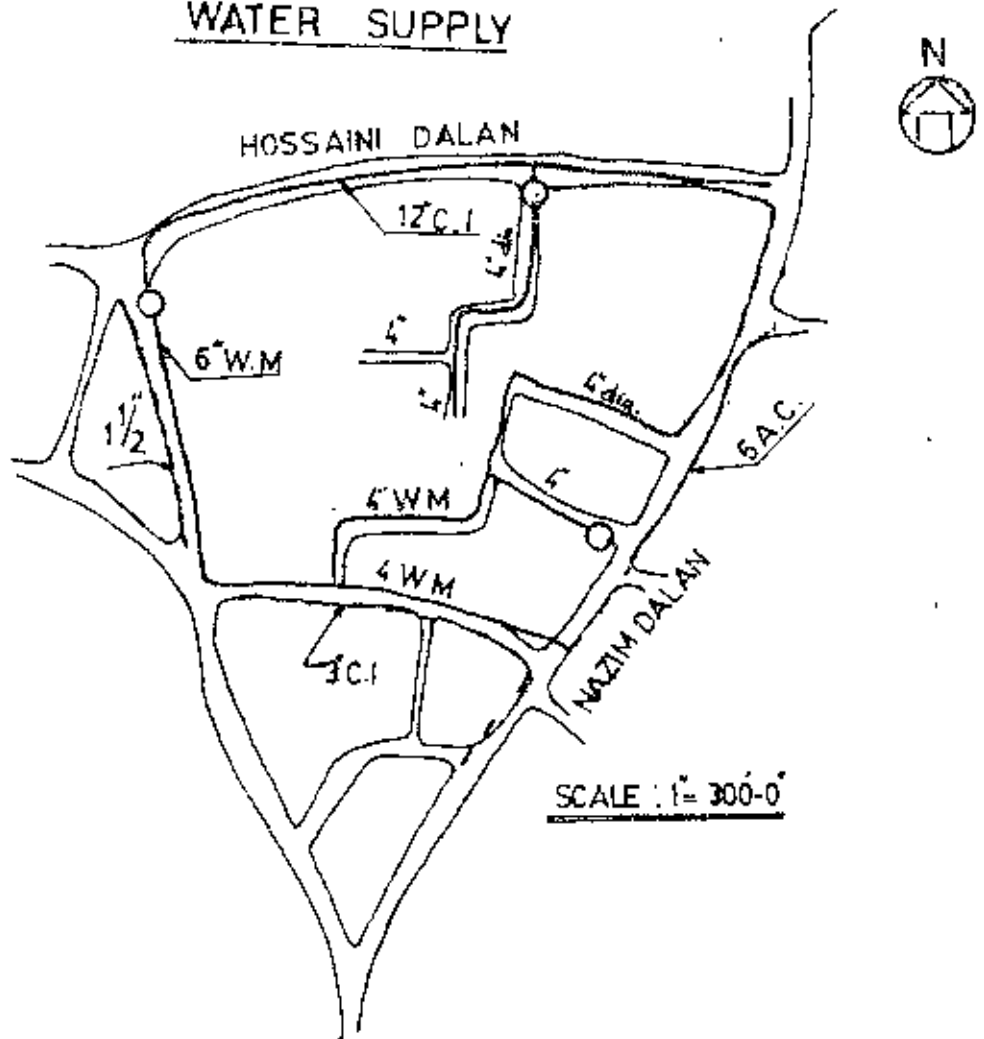 WATER SUPPLY
N
HOSSAINI DALAN
12"C.I
4" dia
4"
6"W.M
4"
4" dia.
1 1/2"
5 A.C.
4"
4" W M
4 W M
NAZIM DALAN
3"C.I
SCALE : 1"= 300'-0"